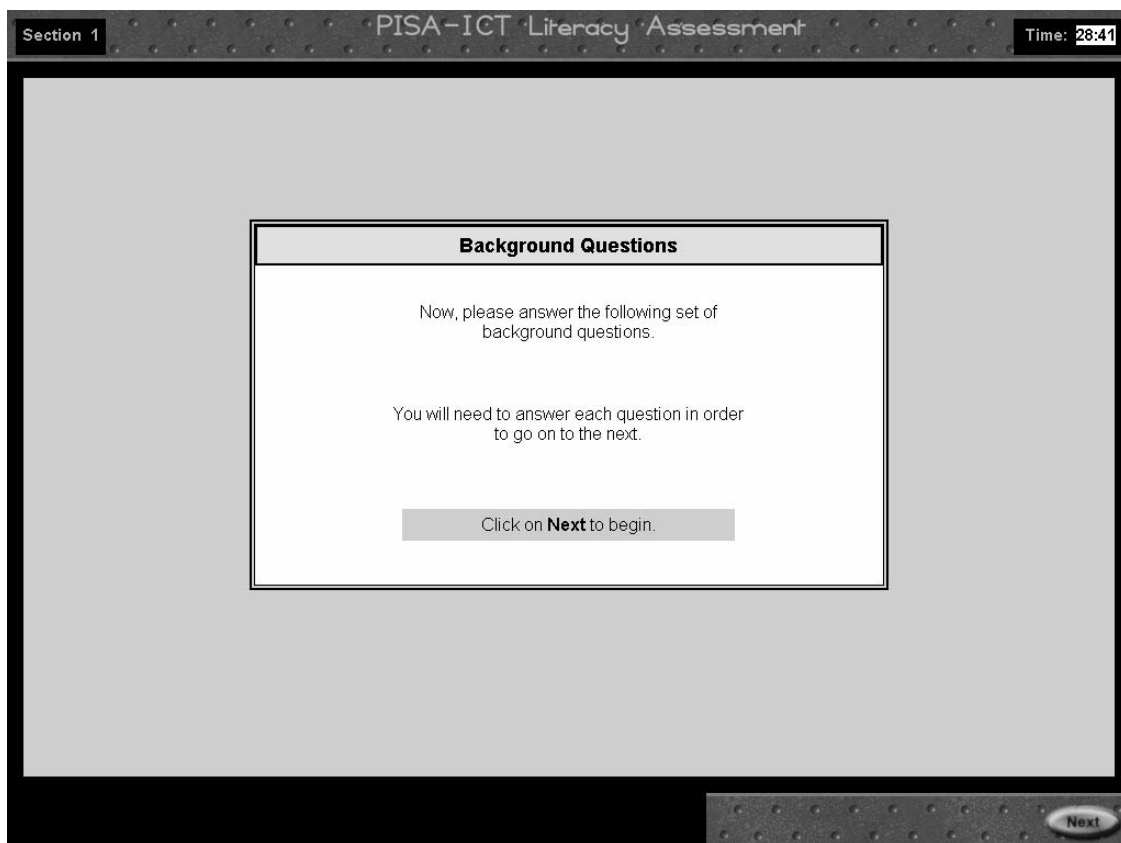 Section 1
PISA-ICT Literacy Assessment
Time: 28:41
Background Questions
Now, please answer the following set of
background questions.
You will need to answer each question in order
to go on to the next.
Click on Next to begin.
Next